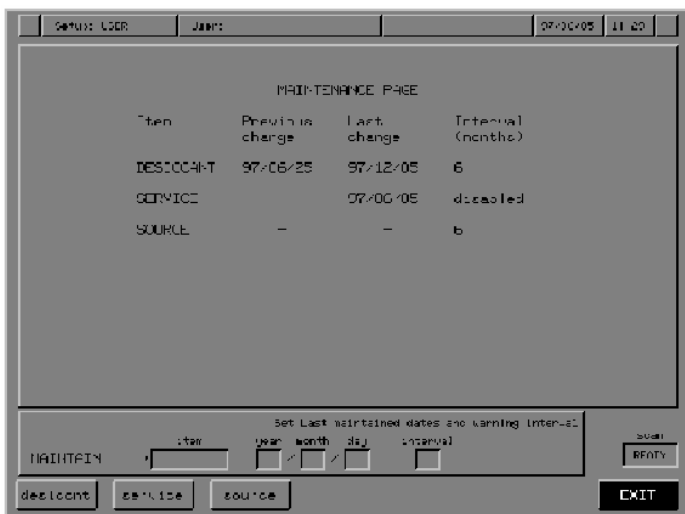 Setup: USER User: 97/06/05 11 29
MAINTENANCE PAGE
Item Previous change Last change Interval (months)
DESICCANT 97/06/25 97/12/05 6
SERVICE 97/06/05 disabled
SOURCE - - 6
Set Last maintained dates and warning interval
item year month day interval scan
MAINTAIN / / READY
desiccnt service source EXIT